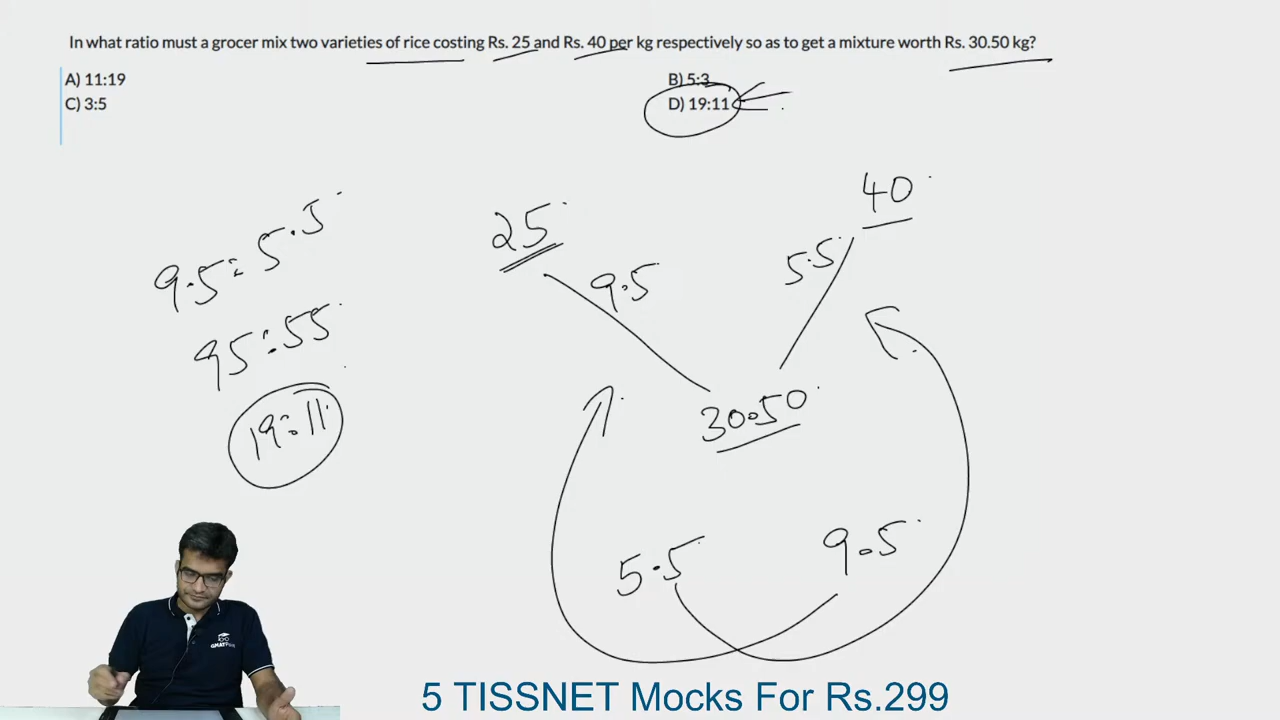 In what ratio must a grocer mix two varieties of rice costing Rs. 25 and Rs. 40 per kg respectively so as to get a mixture worth Rs. 30.50 kg?
A) 11:19
B) 5:3
C) 3:5
D) 19:11
40
25
9.5:5.5
5.5
9.5
95:55
30.50
19:11
5.5
9.5
5 TISSNET Mocks For Rs.299